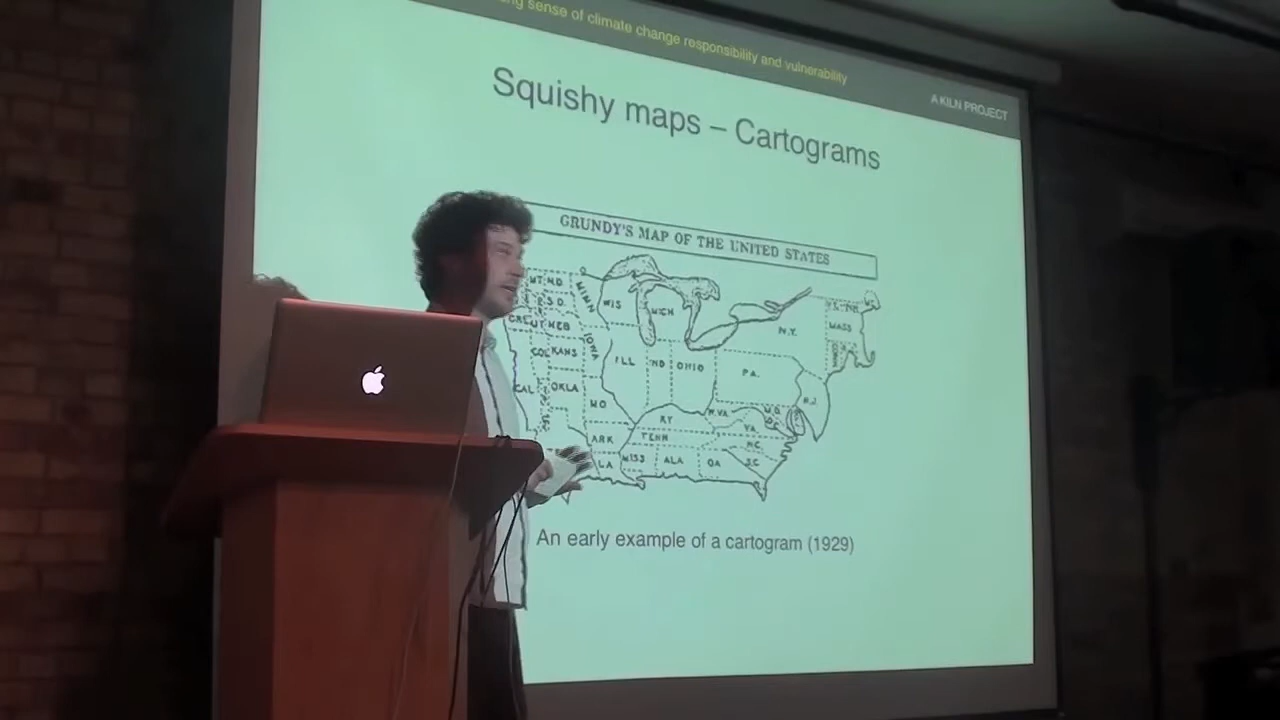 sense of climate change responsibility and vulnerability
A KILN PROJECT
Squishy maps – Cartograms
GRUNDY'S MAP OF THE UNITED STATES
MINN
WIS
MICH
N.Y.
MASS
S.D.
NEB
IOWA
COL KANS
ILL
IND
OHIO
PA.
N.J.
CAL
OKLA
MO
KY
W.VA.
VA.
TENN
N.C.
ARK
MISS
ALA
GA
S.C.
LA
An early example of a cartogram (1929)